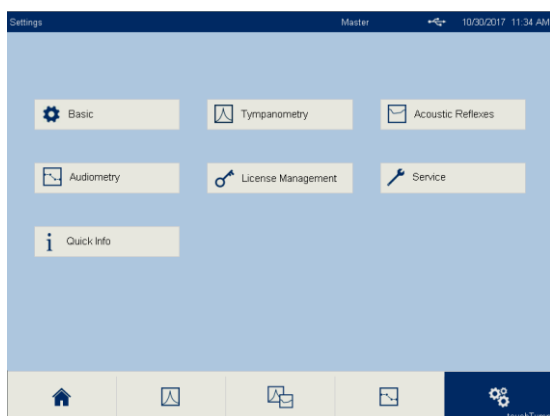 Settings Master 10/30/2017 11:34 AM
Basic Tympanometry Acoustic Reflexes
Audiometry License Management Service
Quick Info